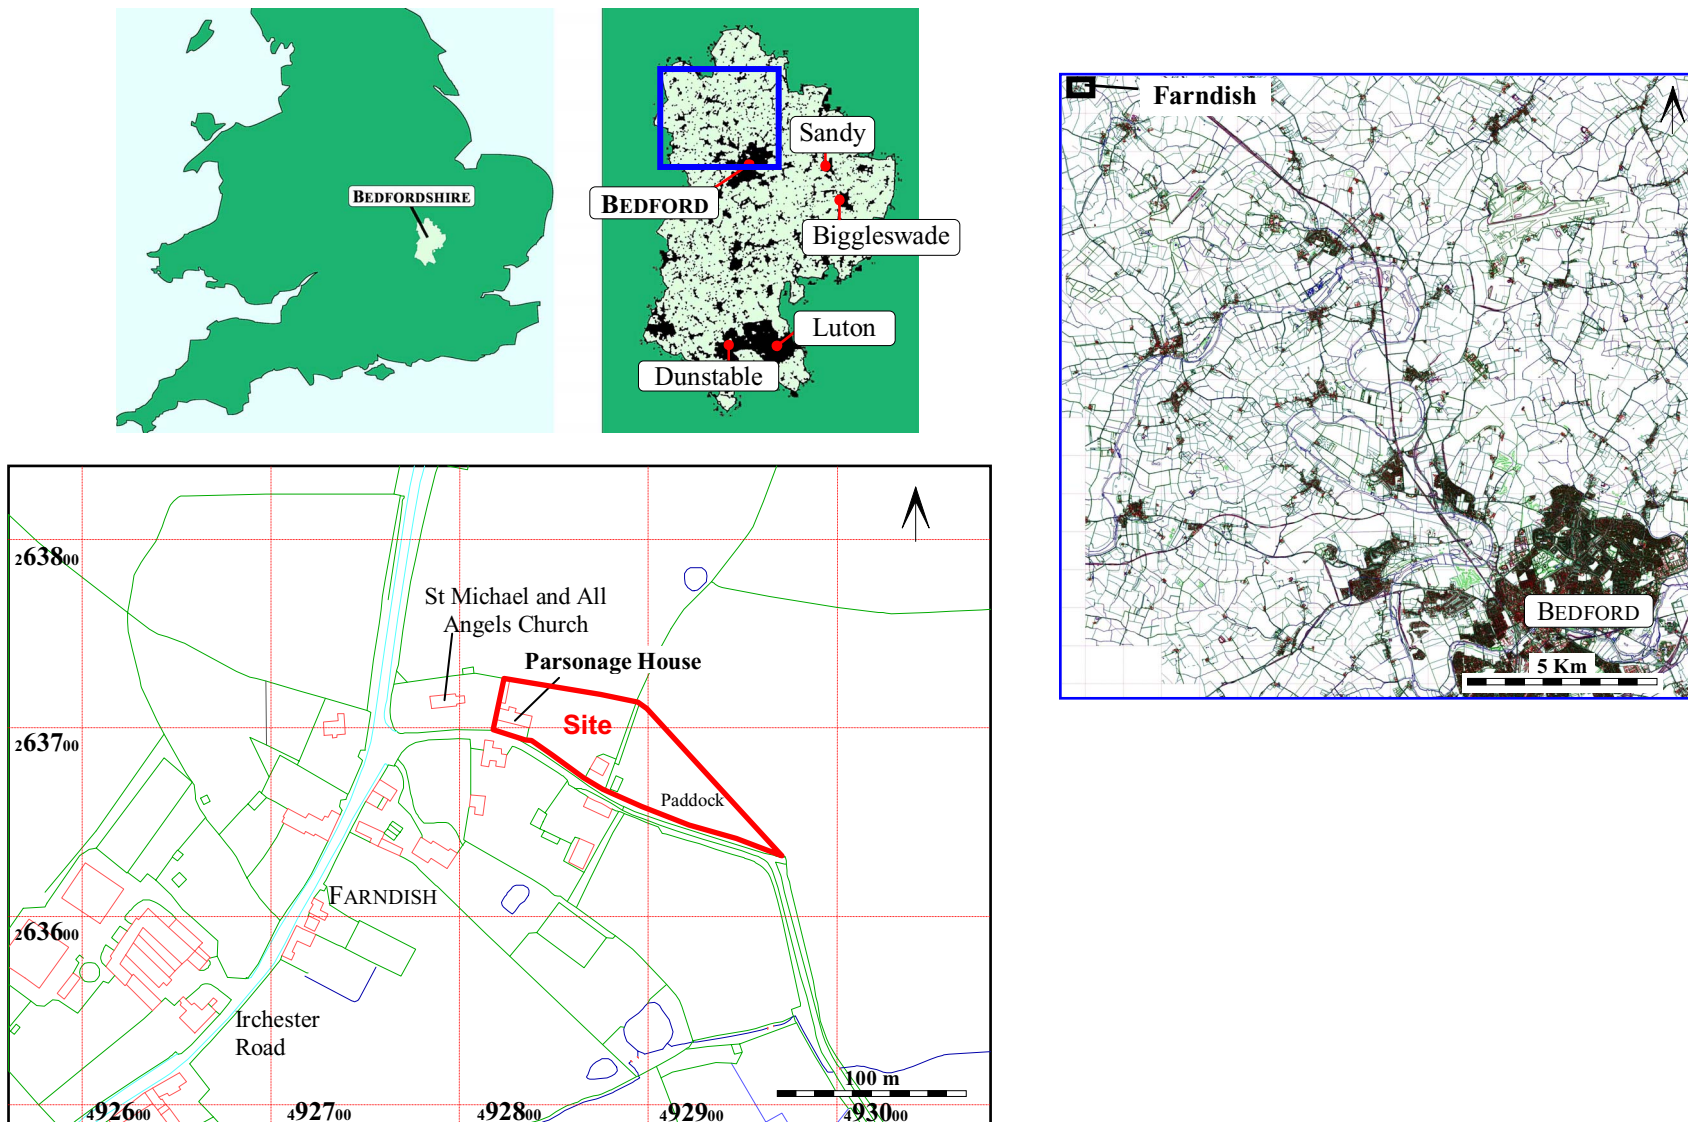 BEDFORDSHIRE
Sandy
BEDFORD
Biggleswade
Luton
Dunstable
Farndish
BEDFORD
5 Km
263800
St Michael and All
Angels Church
Parsonage House
Site
263700
Paddock
FARNDISH
263600
Irchester
Road
100 m
492600
492700
492800
492900
493000